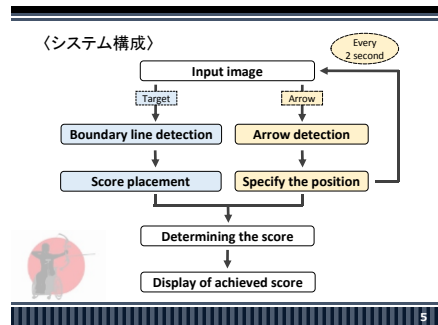 〈システム構成〉
Every
2 second
Input image
Target
Arrow
Boundary line detection
Arrow detection
Score placement
Specify the position
Determining the score
Display of achieved score
5